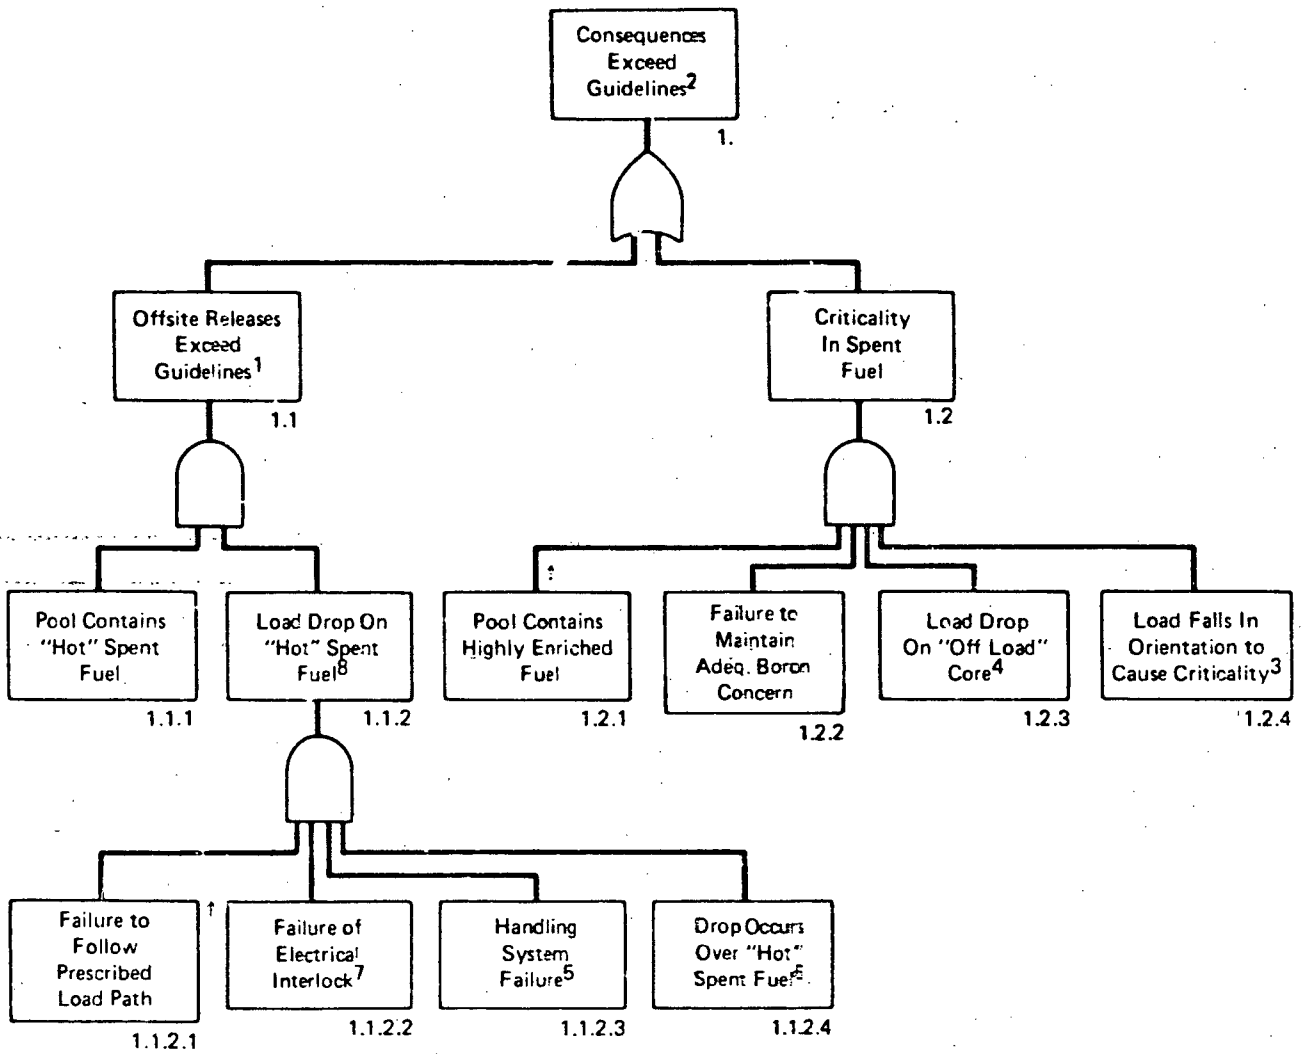 Consequences
Exceed
Guidelines2
1.
Offsite Releases
Exceed
Guidelines1
1.1
Criticality
In Spent
Fuel
1.2
Pool Contains
"Hot" Spent
Fuel
1.1.1
Load Drop On
"Hot" Spent
Fuel8
1.1.2
Pool Contains
Highly Enriched
Fuel
1.2.1
Failure to
Maintain
Adeq. Boron
Concern
1.2.2
Load Drop
On "Off Load"
Core4
1.2.3
Load Falls In
Orientation to
Cause Criticality3
1.2.4
Failure to
Follow
Prescribed
Load Path
1.1.2.1
Failure of
Electrical
Interlock7
1.1.2.2
Handling
System
Failure5
1.1.2.3
Drop Occurs
Over "Hot"
Spent Fuel
1.1.2.4